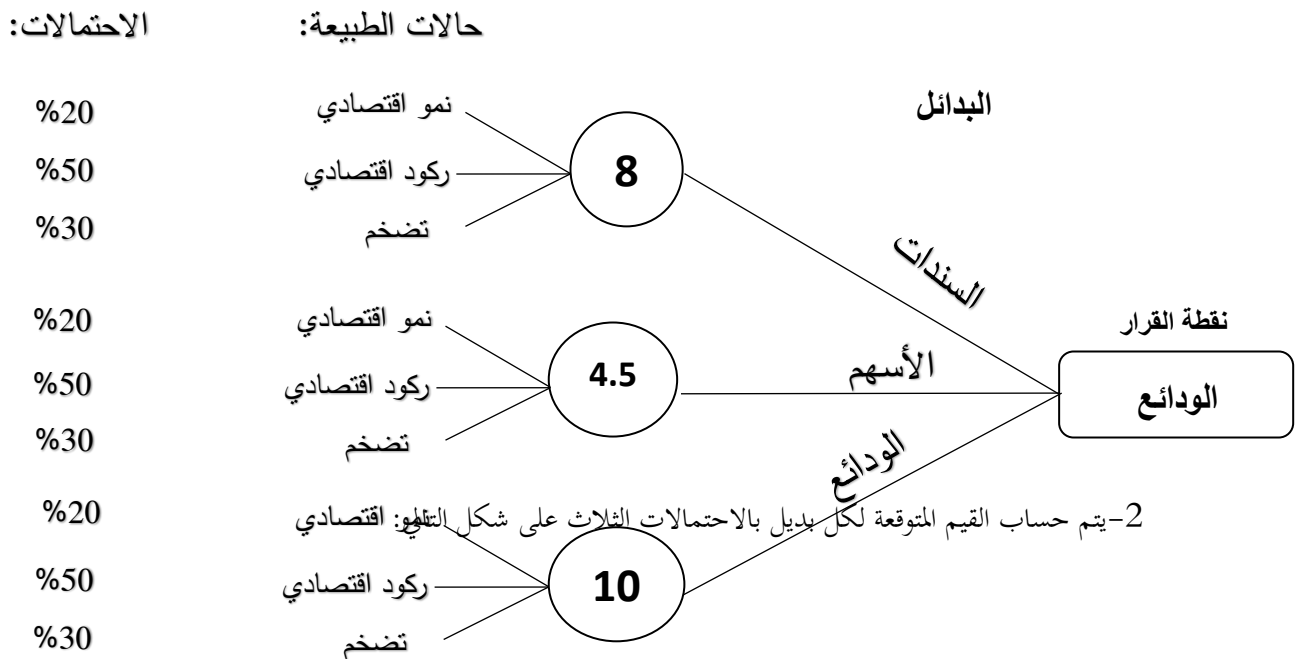 حالات الطبيعة: الاحتمالات:
البدائل
نمو اقتصادي %20
8
ركود اقتصادي %50
تضخم %30
السندات
نقطة القرار
نمو اقتصادي %20
الأسهم
4.5
ركود اقتصادي %50
الودائع
تضخم %30
الودائع
2-يتم حساب القيم المتوقعة لكل بديل بالاحتمالات الثلاث على شكل التالي:
نمو اقتصادي %20
10
ركود اقتصادي %50
تضخم %30